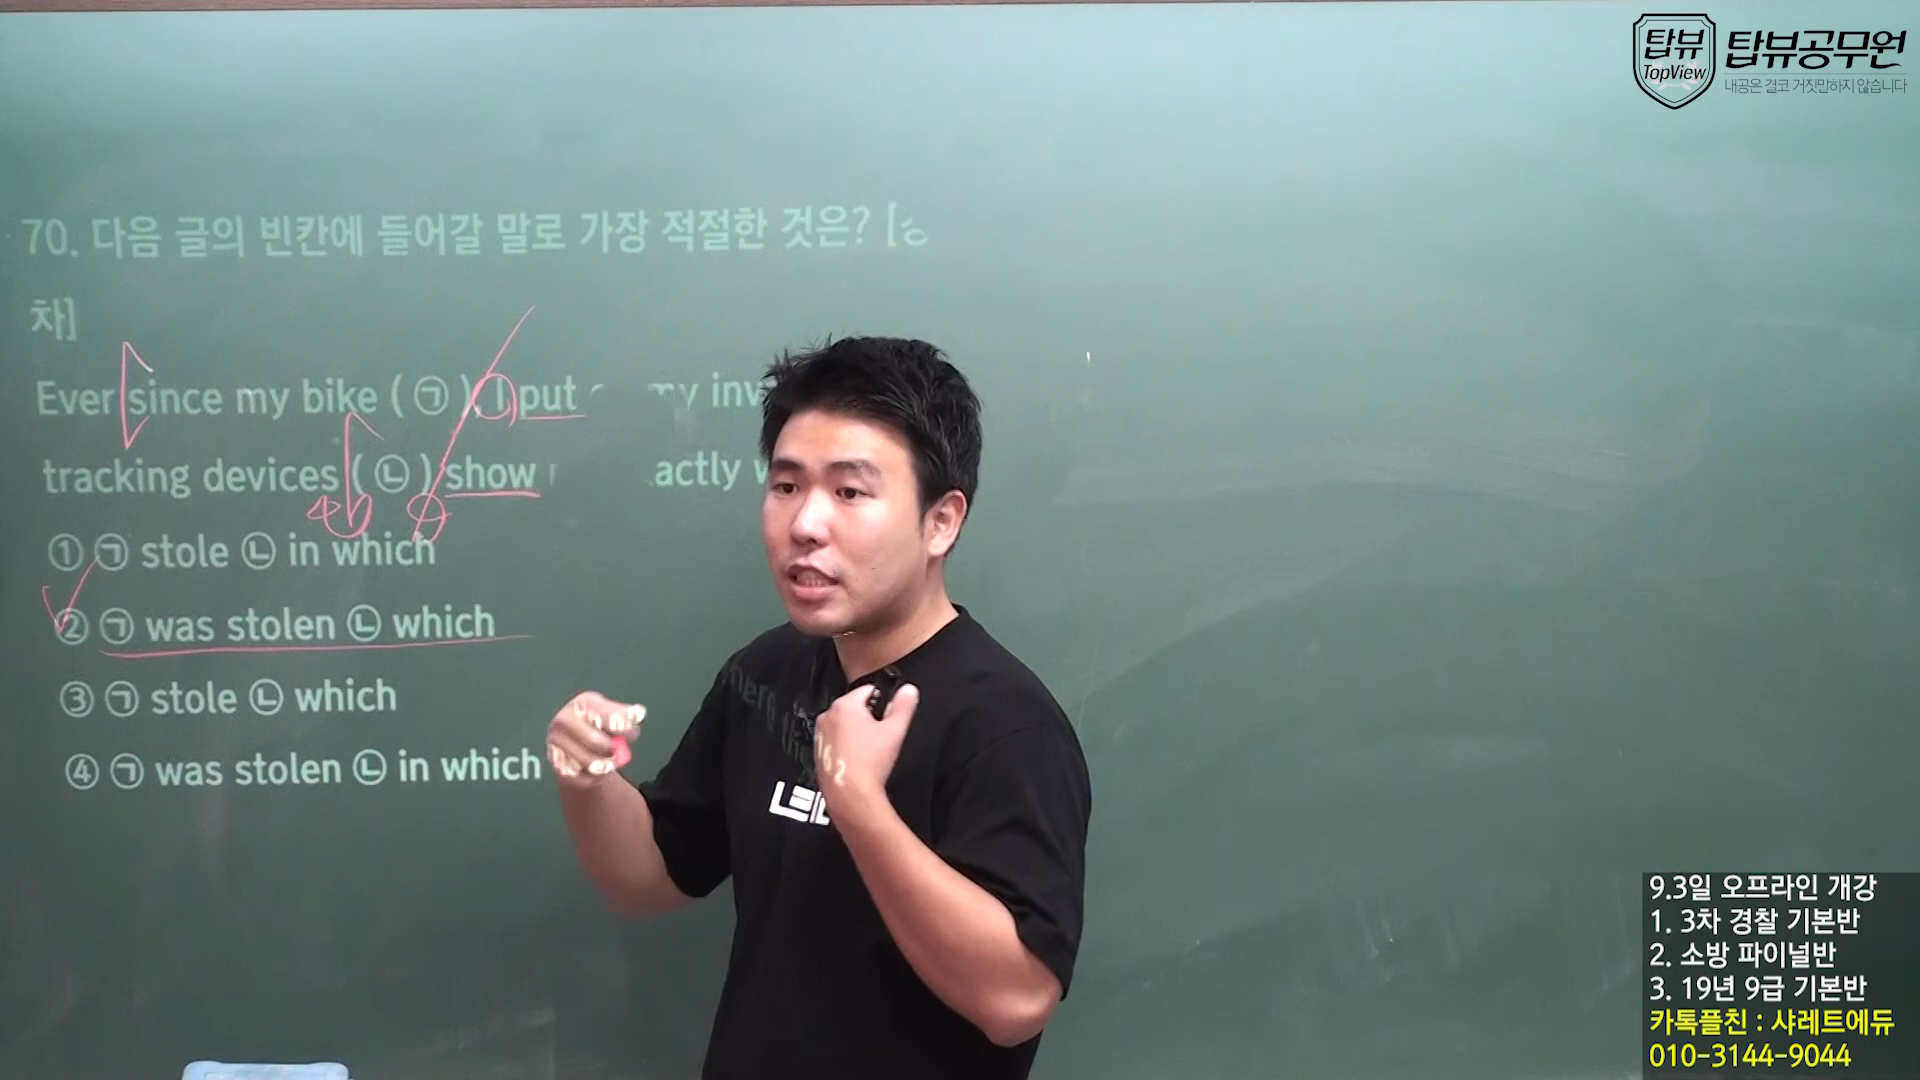 탑뷰
TopView
탑뷰공무원
내공은 결코 거짓말하지 않습니다
70. 다음 글의 빈칸에 들어갈 말로 가장 적절한 것은? [
차]
Ever since my bike ( ㉠ ), I put my inv
tracking devices ( ㉡ ) show actly w
① ㉠ stole ㉡ in which
② ㉠ was stolen ㉡ which
③ ㉠ stole ㉡ which
④ ㉠ was stolen ㉡ in which
9.3일 오프라인 개강
1. 3차 경찰 기본반
2. 소방 파이널반
3. 19년 9급 기본반
카톡플친 : 샤레트에듀
010-3144-9044